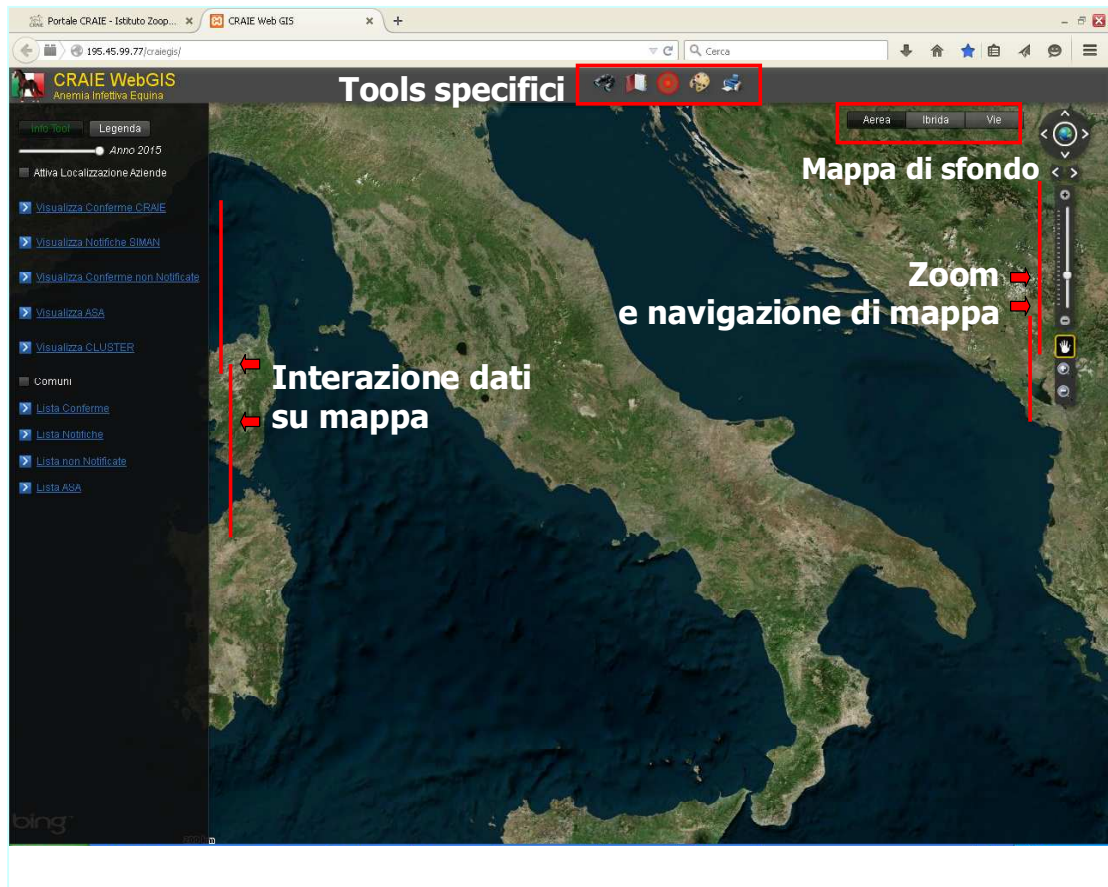 Portale CRAIE - Istituto Zoop...
CRAIE Web GIS
195.45.99.77/craiegis/
Cerca
CRAIE WebGIS
Anemia Infettiva Equina
Tools specifici
Info Tool
Legenda
Anno 2015
Attiva Localizzazione Aziende
Visualizza Conferme CRAIE
Visualizza Notifiche SIMAN
Visualizza Conferme non Notificate
Visualizza ASA
Visualizza CLUSTER
Comuni
Lista Conferme
Lista Notifiche
Lista non Notificate
Lista ASA
Aerea
Ibrida
Vie
Mappa di sfondo
Zoom
e navigazione di mappa
Interazione dati
su mappa
bing